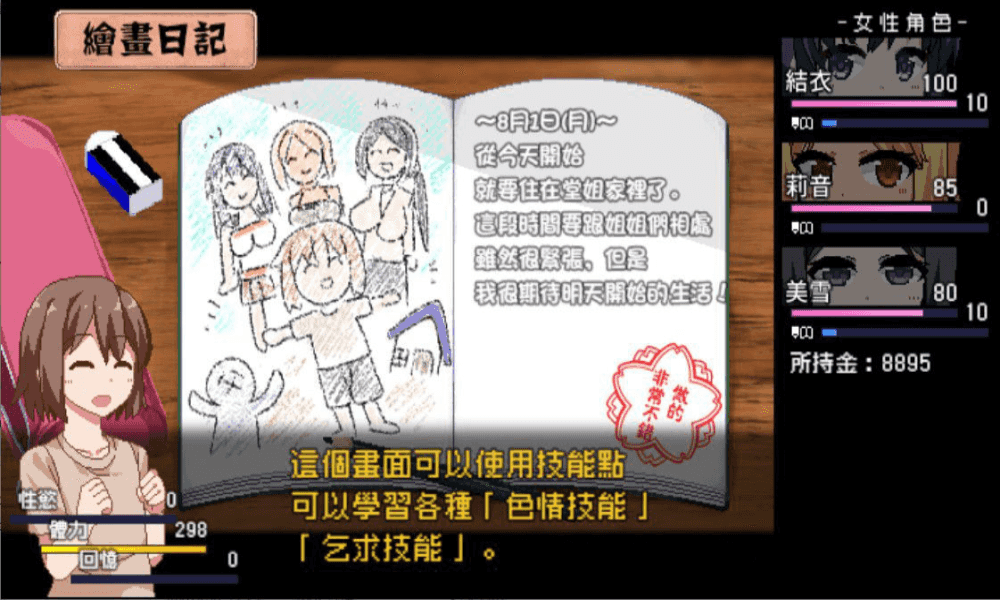 繪畫日記
～8月1日(月)～
從今天開始
就要住在堂姐家裡了。
這段時間要跟姐姐們相處
雖然很緊張、但是
我很期待明天開始的生活！
做的
非常不錯
-女性角色-
結衣 100
10
莉音 85
0
美雪 80
10
所持金：8895
性慾 0
體力 298
回憶 0
這個畫面可以使用技能點
可以學習各種「色情技能」
「乞求技能」。